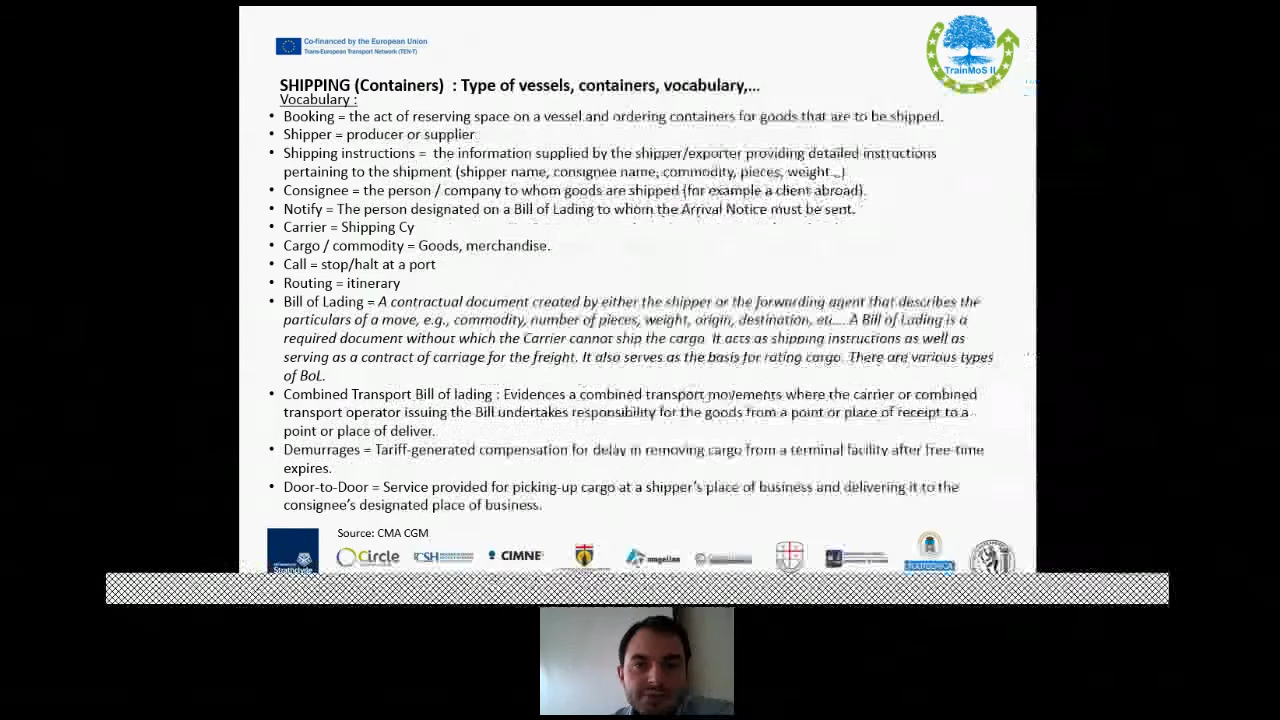 Co-financed by the European Union
Trans-European Transport Network (TEN-T)
TrainMoS II
SHIPPING (Containers) : Type of vessels, containers, vocabulary,...
Vocabulary :
• Booking = the act of reserving space on a vessel and ordering containers for goods that are to be shipped.
• Shipper = producer or supplier
• Shipping instructions = the information supplied by the shipper/exporter providing detailed instructions
pertaining to the shipment (shipper name, consignee name, commodity, pieces, weight...)
• Consignee = the person / company to whom goods are shipped (for example a client abroad).
• Notify = The person designated on a Bill of Lading to whom the Arrival Notice must be sent.
• Carrier = Shipping Cy
• Cargo / commodity = Goods, merchandise.
• Call = stop/halt at a port
• Routing = itinerary
• Bill of Lading = A contractual document created by either the shipper or the forwarding agent that describes the
particulars of a move, e.g., commodity, number of pieces, weight, origin, destination, etc.... A Bill of Lading is a
required document without which the Carrier cannot ship the cargo. It acts as shipping instructions as well as
serving as a contract of carriage for the freight. It also serves as the basis for rating cargo. There are various types
of BoL.
• Combined Transport Bill of lading : Evidences a combined transport movements where the carrier or combined
transport operator issuing the Bill undertakes responsibility for the goods from a point or place of receipt to a
point or place of deliver.
• Demurrages = Tariff-generated compensation for delay in removing cargo from a terminal facility after free-time
expires.
• Door-to-Door = Service provided for picking-up cargo at a shipper's place of business and delivering it to the
consignee's designated place of business.
Source: CMA CGM
Strathclyde
Circle
CIMNE
magellan